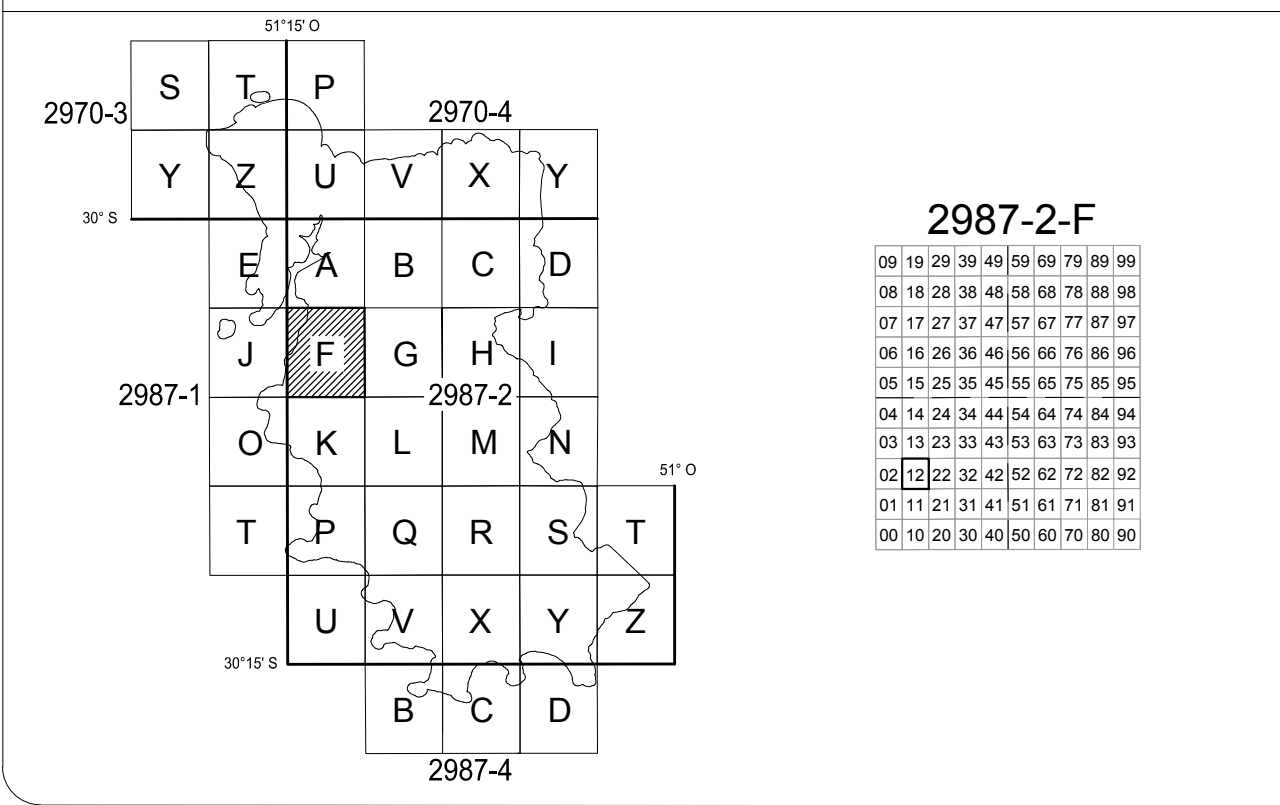 51°15' O
S T P
2970-3
2970-4
Y Z U V X Y
30° S
E A B C D
J F G H I
2987-1
2987-2
O K L M N
51° O
T P Q R S T
U V X Y Z
30°15' S
B C D
2987-4
2987-2-F
09 19 29 39 49 59 69 79 89 99
08 18 28 38 48 58 68 78 88 98
07 17 27 37 47 57 67 77 87 97
06 16 26 36 46 56 66 76 86 96
05 15 25 35 45 55 65 75 85 95
04 14 24 34 44 54 64 74 84 94
03 13 23 33 43 53 63 73 83 93
02 12 22 32 42 52 62 72 82 92
01 11 21 31 41 51 61 71 81 91
00 10 20 30 40 50 60 70 80 90